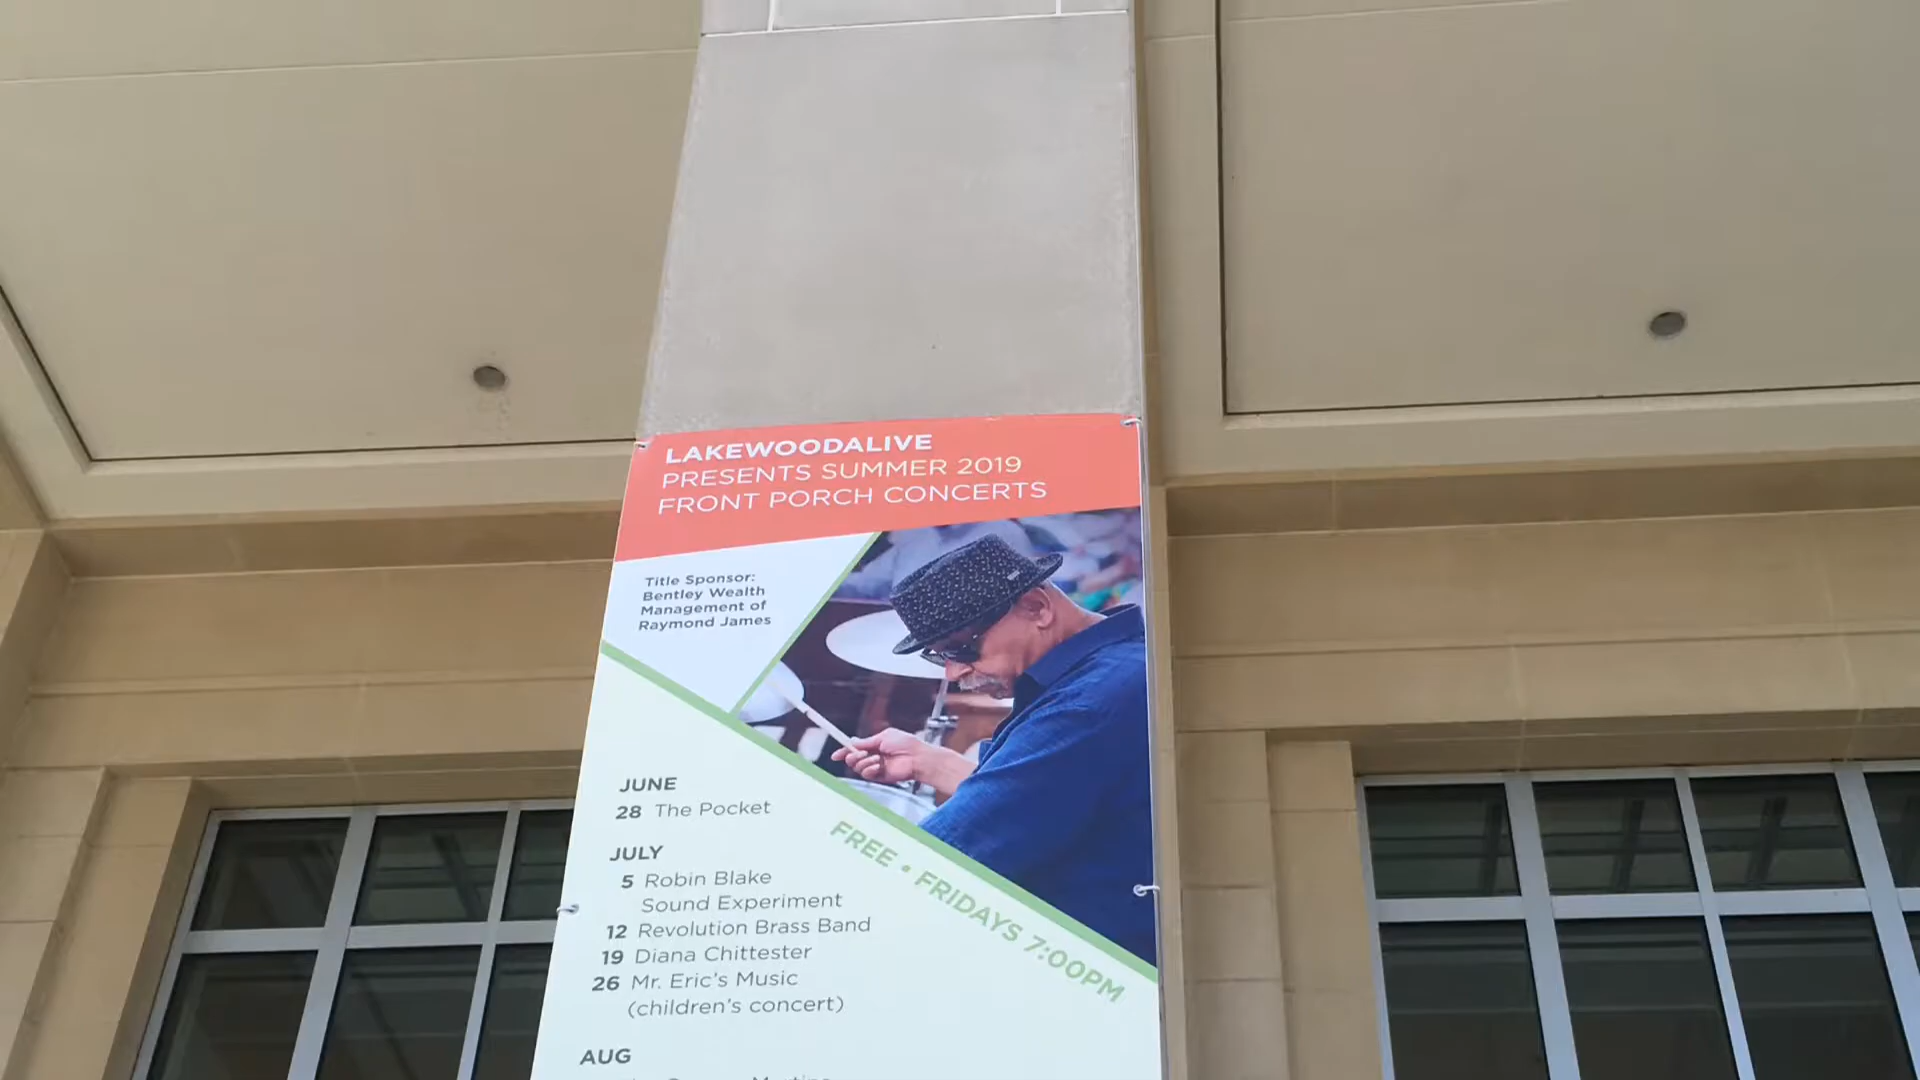 LAKEWOODALIVE
PRESENTS SUMMER 2019
FRONT PORCH CONCERTS
Title Sponsor:
Bentley Wealth
Management of
Raymond James
JUNE
28 The Pocket
JULY
5 Robin Blake
Sound Experiment
12 Revolution Brass Band
19 Diana Chittester
26 Mr. Eric's Music
(children's concert)
FREE • FRIDAYS 7:00PM
AUG